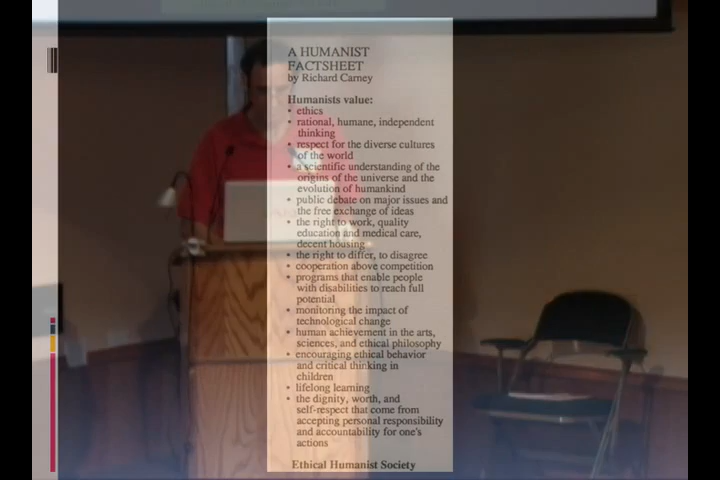 A HUMANIST
FACTSHEET
by Richard Carney
Humanists value:
• ethics
• rational, humane, independent
thinking
• respect for the diverse cultures
of the world
• a scientific understanding of the
origins of the universe and the
evolution of humankind
• public debate on major issues and
the free exchange of ideas
• the right to work, quality
education and medical care,
decent housing
• the right to differ, to disagree
• cooperation above competition
• programs that enable people
with disabilities to reach full
potential
• monitoring the impact of
technological change
• human achievement in the arts,
sciences, and ethical philosophy
• encouraging ethical behavior
and critical thinking in
children
• lifelong learning
• the dignity, worth, and
self-respect that come from
accepting personal responsibility
and accountability for one's
actions
Ethical Humanist Society